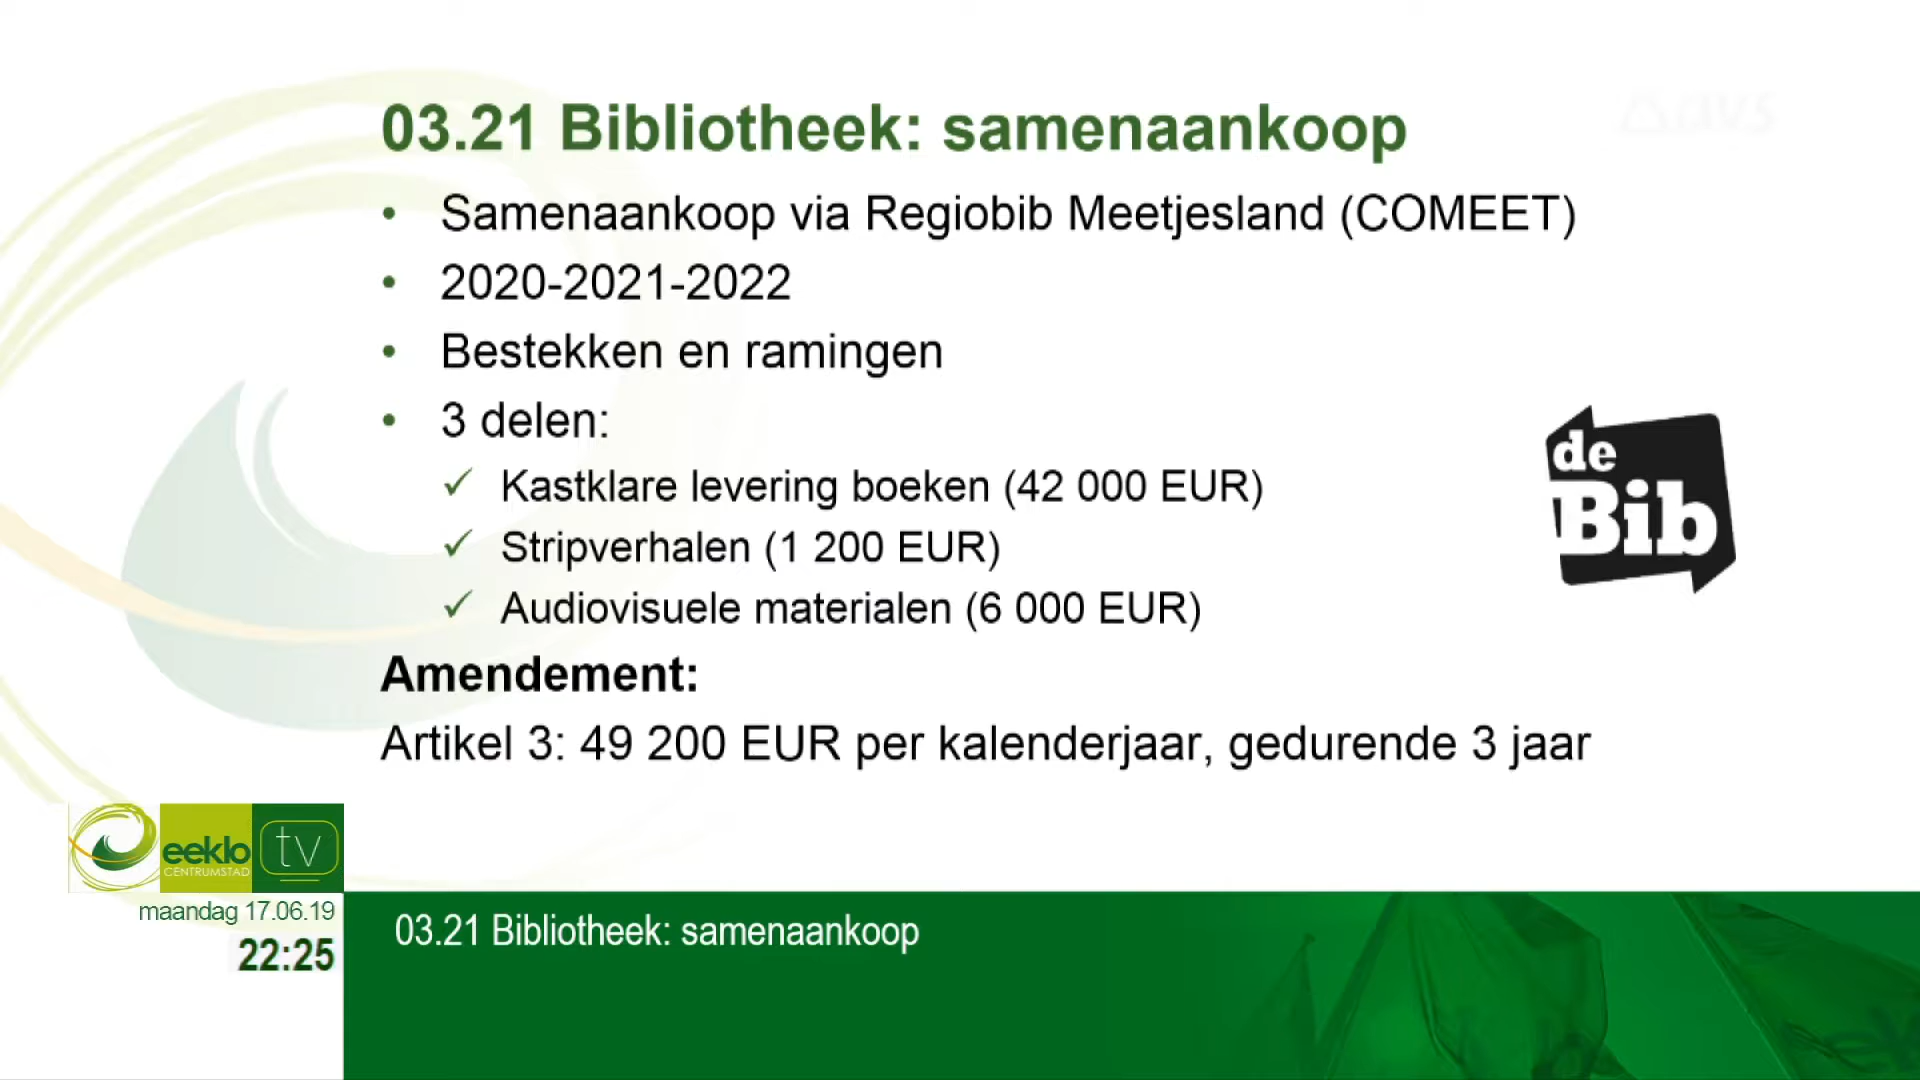 03.21 Bibliotheek: samenaankoop
avs
• Samenaankoop via Regiobib Meetjesland (COMEET)
• 2020-2021-2022
• Bestekken en ramingen
• 3 delen:
✓ Kastklare levering boeken (42 000 EUR)
✓ Stripverhalen (1 200 EUR)
✓ Audiovisuele materialen (6 000 EUR)
de
Bib
Amendement:
Artikel 3: 49 200 EUR per kalenderjaar, gedurende 3 jaar
eeklo tv
CENTRUMSTAD
maandag 17.06.19
22:25
03.21 Bibliotheek: samenaankoop